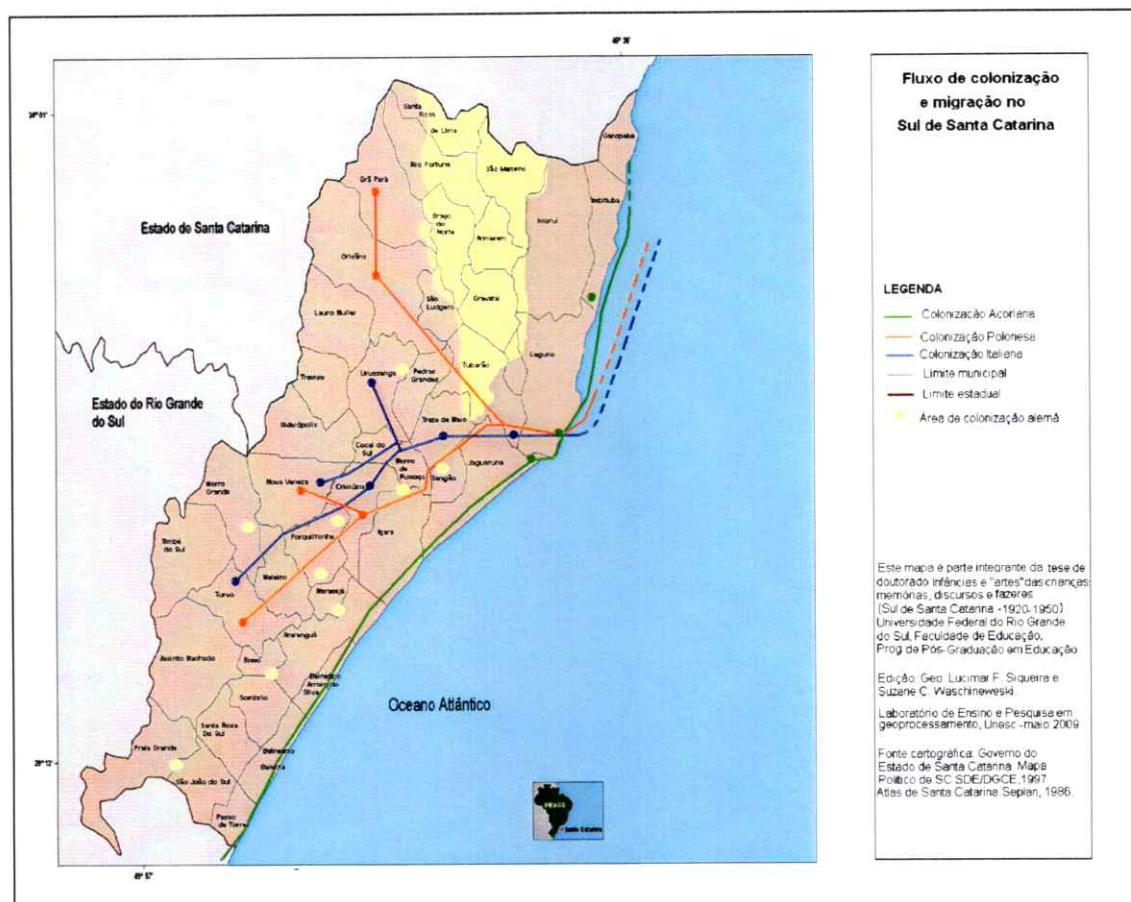 Fluxo de colonização
e migração no
Sul de Santa Catarina
LEGENDA
Colonização Açoriana
Colonização Polonesa
Colonização Italiana
Limite municipal
Limite estadual
Área de colonização alemã
Este mapa é parte integrante da tese de
doutorado Infâncias e "artes" das crianças:
memórias, discursos e fazeres
(Sul de Santa Catarina -1920-1950)
Universidade Federal do Rio Grande
do Sul, Faculdade de Educação,
Prog. de Pós-Graduação em Educação
Edição: Geo. Lucimar F. Siqueira e
Suzane C. Waschineweski.
Laboratório de Ensino e Pesquisa em
geoprocessamento, Unesc -maio 2009
Fonte cartográfica: Governo do
Estado de Santa Catarina. Mapa
Político de SC SDE/DGCE,1997
Atlas de Santa Catarina Seplan, 1986.
Estado de Santa Catarina
Estado do Rio Grande
do Sul
Oceano Atlântico
Santa
Rosa
de Lima
Garopaba
Rio Fortuna
São Martinho
Grã Pará
Imbituba
Imaruí
Braço
do
Norte
Armazem
Orleans
São
Ludgero
Gravatal
Lauro Muller
Laguna
Tubarão
Urussanga
Pedras
Grandes
Treviso
Treze de Maio
Siderópolis
Cocal do
Sul
Jaguaruna
Morro
da
Fumaça
Sangão
Nova Veneza
Criciúma
Morro
Grande
Içara
Forquilhinha
Timbé
do Sul
Meleiro
Turvo
Maracajá
Araranguá
Jacinto Machado
Balneário
Arroio do
Silva
Sombrio
Santa Rosa
Do Sul
Praia Grande
Balneário
Gaivota
São João do Sul
Passo
de Torre
BRASIL
Santa Catarina